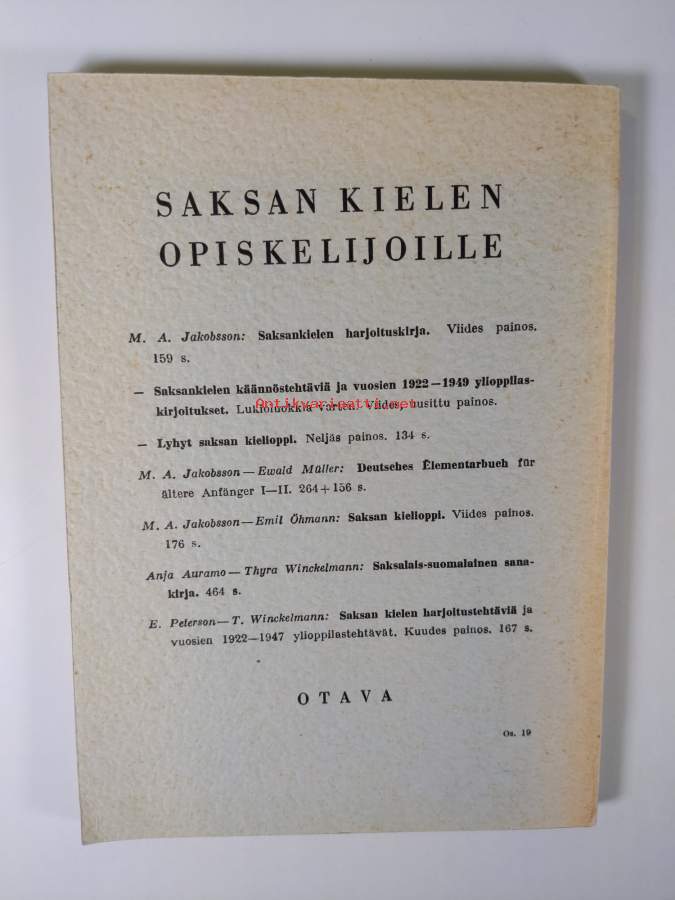 SAKSAN KIELEN
OPISKELIJOILLE
M. A. Jakobsson: Saksankielen harjoituskirja. Viides painos.
159 s.
— Saksankielen käännöstehtäviä ja vuosien 1922—1949 ylioppilas-
kirjoitukset. Lukioluokkia varten. Viides, uusittu painos.
Antikvariaatti.net
— Lyhyt saksan kielioppi. Neljäs painos. 134 s.
M. A. Jakobsson—Ewald Müller: Deutsches Elementarbuch für
ältere Anfänger I—II. 264+156 s.
M. A. Jakobsson—Emil Öhmann: Saksan kielioppi. Viides painos.
176 s.
Anja Auramo—Thyra Winckelmann: Saksalais-suomalainen sana-
kirja. 464 s.
E. Peterson—T. Winckelmann: Saksan kielen harjoitustehtäviä ja
vuosien 1922—1947 ylioppilastehtävät. Kuudes painos. 167 s.
OTAVA
Os. 19